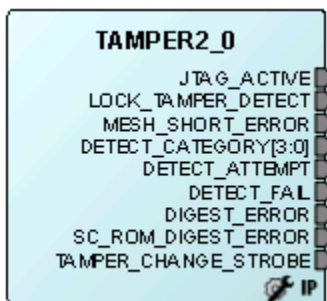 TAMPER2_0
JTAG_ACTIVE
LOCK_TAMPER_DETECT
MESH_SHORT_ERROR
DETECT_CATEGORY[3:0]
DETECT_ATTEMPT
DETECT_FAIL
DIGEST_ERROR
SC_ROM_DIGEST_ERROR
TAMPER_CHANGE_STROBE
IP